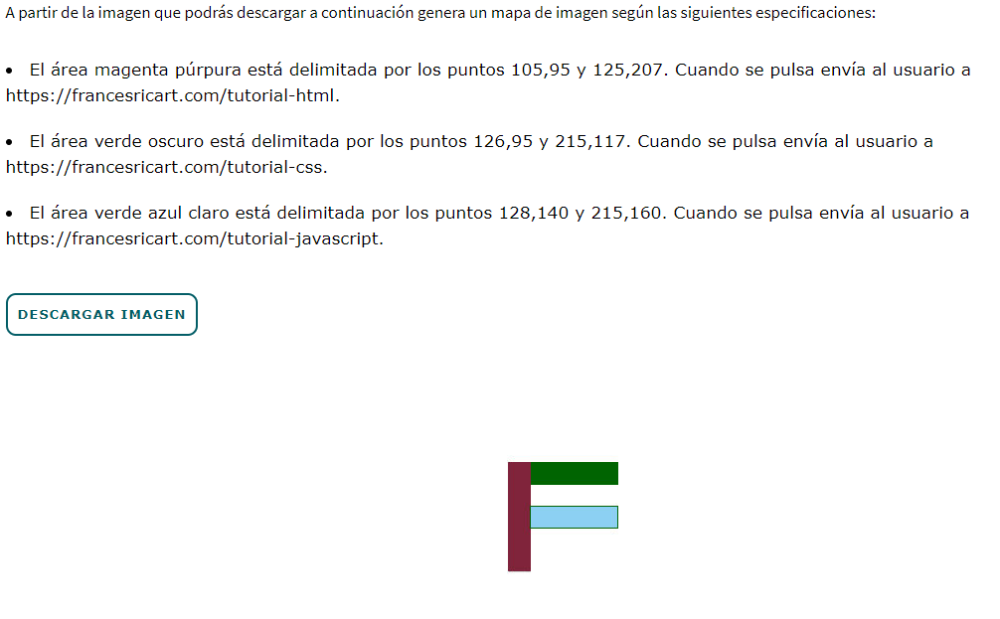 A partir de la imagen que podrás descargar a continuación genera un mapa de imagen según las siguientes especificaciones:
• El área magenta púrpura está delimitada por los puntos 105,95 y 125,207. Cuando se pulsa envía al usuario a
https://francesricart.com/tutorial-html.
• El área verde oscuro está delimitada por los puntos 126,95 y 215,117. Cuando se pulsa envía al usuario a
https://francesricart.com/tutorial-css.
• El área verde azul claro está delimitada por los puntos 128,140 y 215,160. Cuando se pulsa envía al usuario a
https://francesricart.com/tutorial-javascript.
DESCARGAR IMAGEN